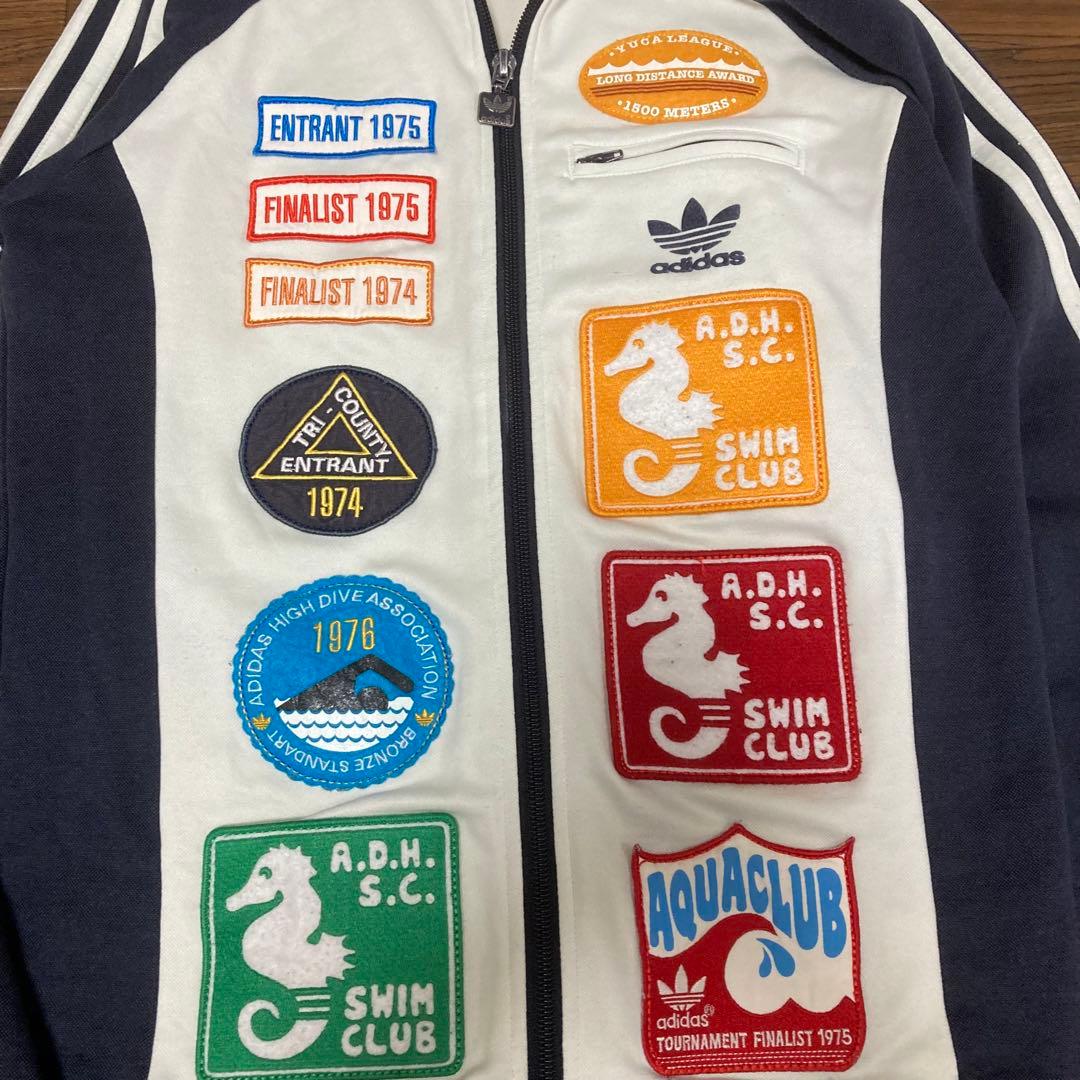 ENTRANT 1975
FINALIST 1975
FINALIST 1974
TRI - COUNTY
ENTRANT
1974
ADIDAS HIGH DIVE ASSOCIATION
1976
BRONZE STANDART
A.D.H.
S.C.
SWIM
CLUB
YUCA LEAGUE
LONG DISTANCE AWARD
1500 METERS
adidas
A.D.H.
S.C.
SWIM
CLUB
A.D.H.
S.C.
SWIM
CLUB
AQUACLUB
adidas®
TOURNAMENT FINALIST 1975